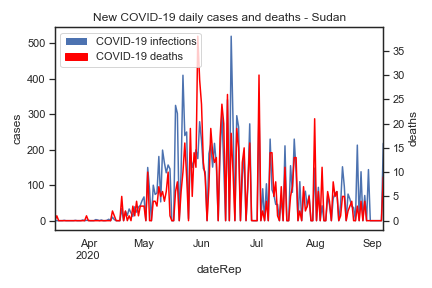 New COVID-19 daily cases and deaths - Sudan
COVID-19 infections
COVID-19 deaths
cases
500
400
300
200
100
0
deaths
35
30
25
20
15
10
5
0
Apr
2020
May
Jun
Jul
Aug
Sep
dateRep